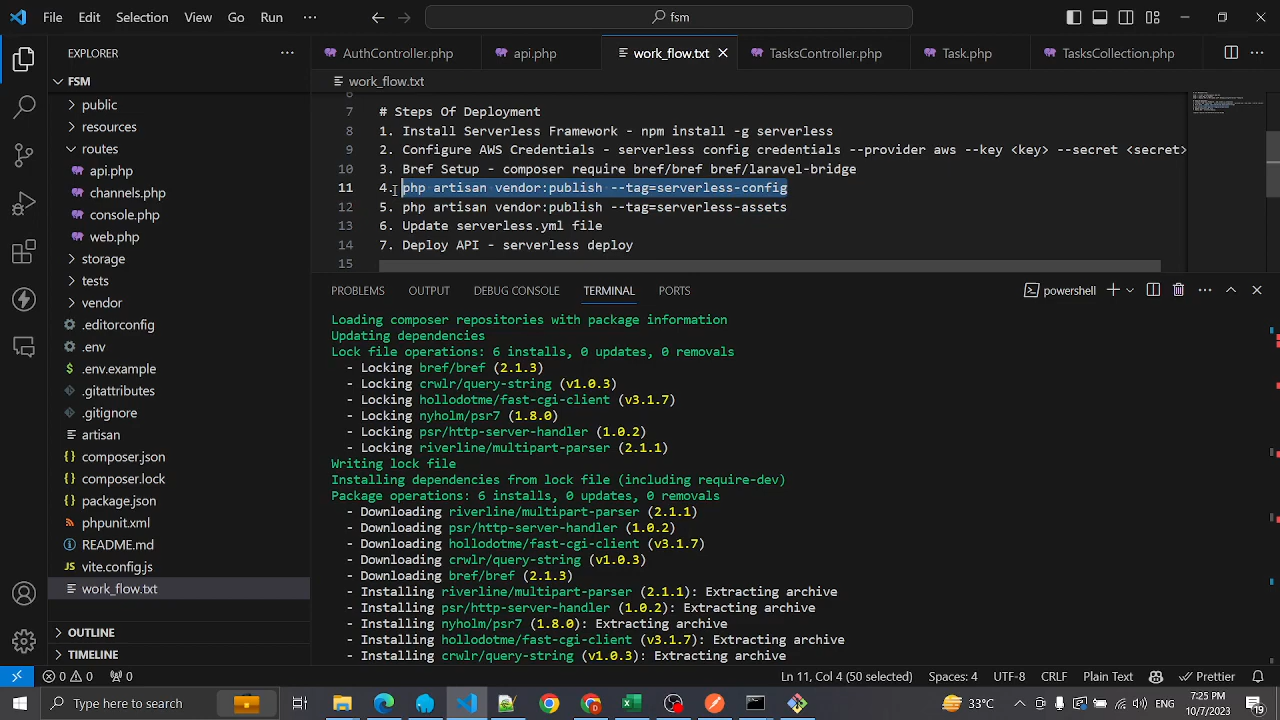 File Edit Selection View Go Run ··· fsm
EXPLORER ···
AuthController.php api.php work_flow.txt TasksController.php Task.php TasksCollection.php ···
FSM
work_flow.txt
public
resources
routes
api.php
channels.php
console.php
web.php
storage
tests
vendor
.editorconfig
.env
.env.example
.gitattributes
.gitignore
artisan
composer.json
composer.lock
package.json
phpunit.xml
README.md
vite.config.js
work_flow.txt
OUTLINE
TIMELINE
6
7 # Steps Of Deployment
8 1. Install Serverless Framework - npm install -g serverless
9 2. Configure AWS Credentials - serverless config credentials --provider aws --key <key> --secret <secret>
10 3. Bref Setup - composer require bref/bref bref/laravel-bridge
11 4. php artisan vendor:publish --tag=serverless-config
12 5. php artisan vendor:publish --tag=serverless-assets
13 6. Update serverless.yml file
14 7. Deploy API - serverless deploy
15
PROBLEMS OUTPUT DEBUG CONSOLE TERMINAL PORTS powershell ···
Loading composer repositories with package information
Updating dependencies
Lock file operations: 6 installs, 0 updates, 0 removals
- Locking bref/bref (2.1.3)
- Locking crwlr/query-string (v1.0.3)
- Locking hollodotme/fast-cgi-client (v3.1.7)
- Locking nyholm/psr7 (1.8.0)
- Locking psr/http-server-handler (1.0.2)
- Locking riverline/multipart-parser (2.1.1)
Writing lock file
Installing dependencies from lock file (including require-dev)
Package operations: 6 installs, 0 updates, 0 removals
- Downloading riverline/multipart-parser (2.1.1)
- Downloading psr/http-server-handler (1.0.2)
- Downloading hollodotme/fast-cgi-client (v3.1.7)
- Downloading crwlr/query-string (v1.0.3)
- Downloading bref/bref (2.1.3)
- Installing riverline/multipart-parser (2.1.1): Extracting archive
- Installing psr/http-server-handler (1.0.2): Extracting archive
- Installing nyholm/psr7 (1.8.0): Extracting archive
- Installing hollodotme/fast-cgi-client (v3.1.7): Extracting archive
- Installing crwlr/query-string (v1.0.3): Extracting archive
0 0 0 Ln 11, Col 4 (50 selected) Spaces: 4 UTF-8 CRLF Plain Text Prettier
Type here to search 33°C 7:25 PM
10/7/2023